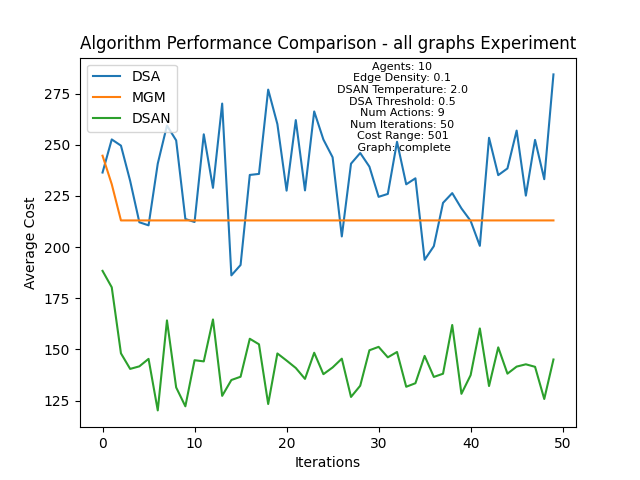 Algorithm Performance Comparison - all graphs Experiment
DSA
MGM
DSAN
Agents: 10
Edge Density: 0.1
DSAN Temperature: 2.0
DSA Threshold: 0.5
Num Actions: 9
Num Iterations: 50
Cost Range: 501
Graph:complete
Average Cost
275
250
225
200
175
150
125
0 10 20 30 40 50
Iterations